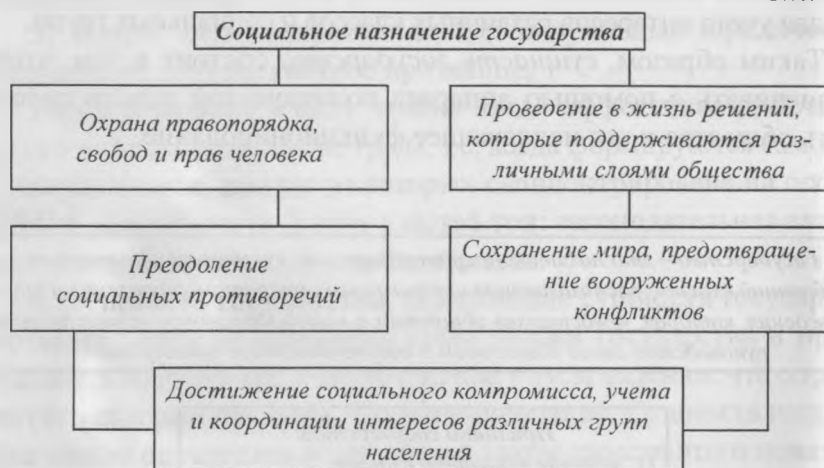 Социальное назначение государства
Охрана правопорядка,
свобод и прав человека
Проведение в жизнь решений,
которые поддерживаются раз-
личными слоями общества
Преодоление
социальных противоречий
Сохранение мира, предотвраще-
ние вооруженных
конфликтов
Достижение социального компромисса, учета
и координации интересов различных групп
населения